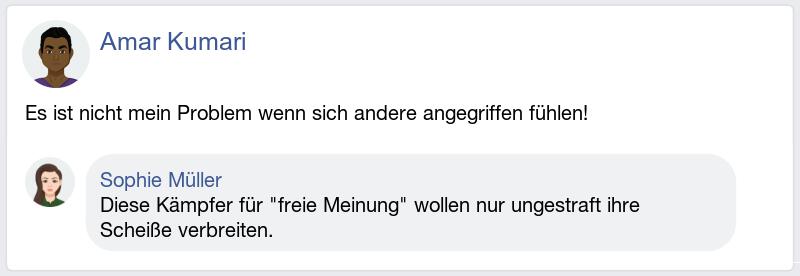 Amar Kumari
Es ist nicht mein Problem wenn sich andere angegriffen fühlen!
Sophie Müller
Diese Kämpfer für "freie Meinung" wollen nur ungestraft ihre
Scheiße verbreiten.